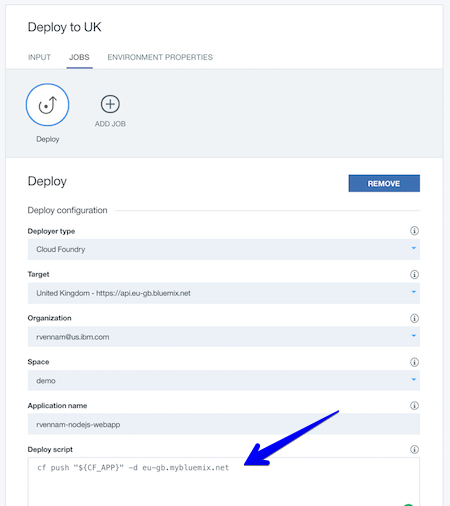 Deploy to UK
INPUT JOBS ENVIRONMENT PROPERTIES
Deploy
ADD JOB
Deploy
REMOVE
Deploy configuration
Deployer type
Cloud Foundry
Target
United Kingdom - https://api.eu-gb.bluemix.net
Organization
rvennam@us.ibm.com
Space
demo
Application name
rvennam-nodejs-webapp
Deploy script
cf push "${CF_APP}" -d eu-gb.mybluemix.net